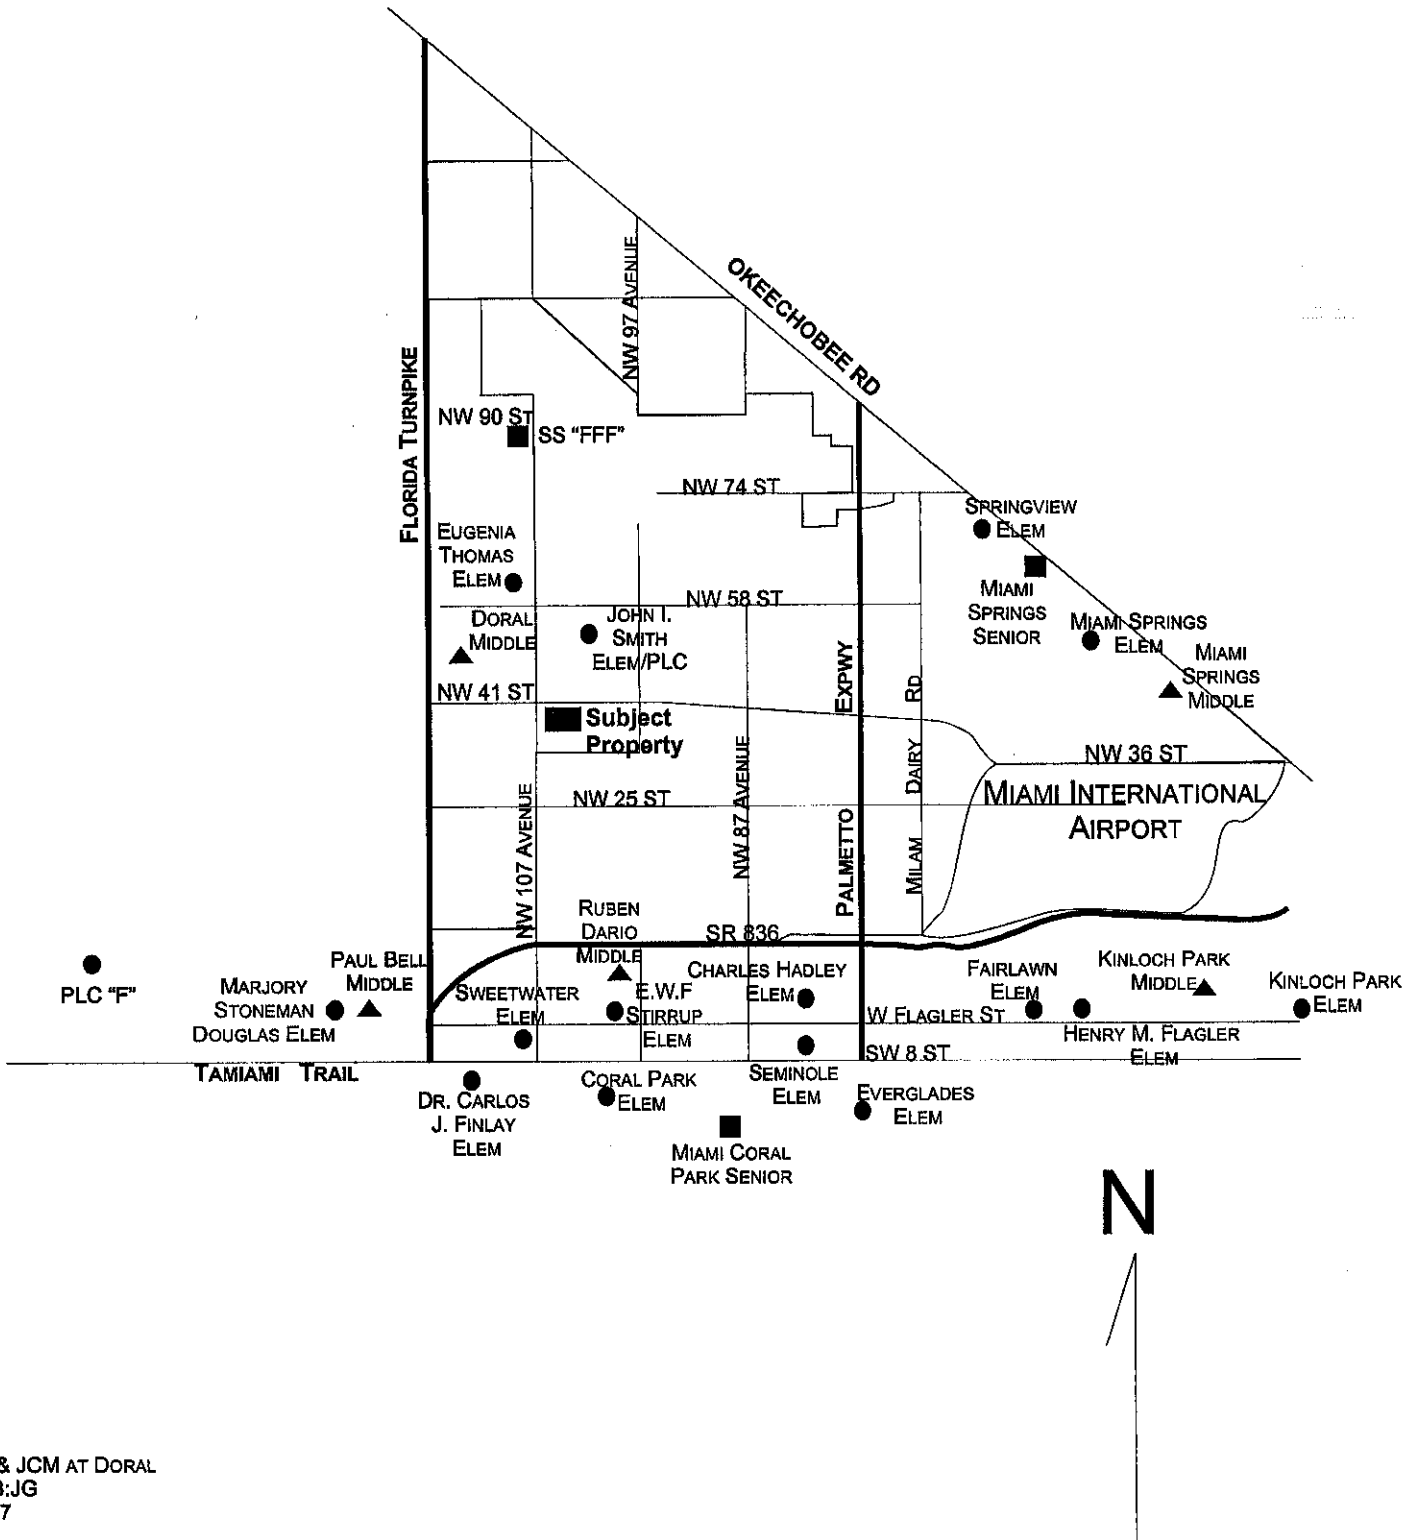 OKEECHOBEE RD
NW 97 AVENUE
FLORIDA TURNPIKE
NW 90 ST
SS "FFF"
NW 74 ST
SPRINGVIEW
ELEM
EUGENIA
THOMAS
ELEM
MIAMI
SPRINGS
SENIOR
NW 58 ST
DORAL
MIDDLE
JOHN I.
SMITH
ELEM/PLC
MIAMI SPRINGS
ELEM
MIAMI
SPRINGS
MIDDLE
NW 41 ST
Subject
Property
PALMETTO EXPWY
MILAM DAIRY RD
NW 87 AVENUE
NW 107 AVENUE
NW 36 ST
NW 25 ST
MIAMI INTERNATIONAL
AIRPORT
RUBEN
DARIO
MIDDLE
SR 836
PLC "F"
MARJORY
STONEMAN
DOUGLAS ELEM
PAUL BELL
MIDDLE
SWEETWATER
ELEM
E.W.F
STIRRUP
ELEM
CHARLES HADLEY
ELEM
FAIRLAWN
ELEM
KINLOCH PARK
MIDDLE
KINLOCH PARK
ELEM
W FLAGLER ST
HENRY M. FLAGLER
ELEM
SW 8 ST
TAMIAMI TRAIL
DR. CARLOS
J. FINLAY
ELEM
CORAL PARK
ELEM
SEMINOLE
ELEM
EVERGLADES
ELEM
MIAMI CORAL
PARK SENIOR
N
& JCM AT DORAL
:JG
7